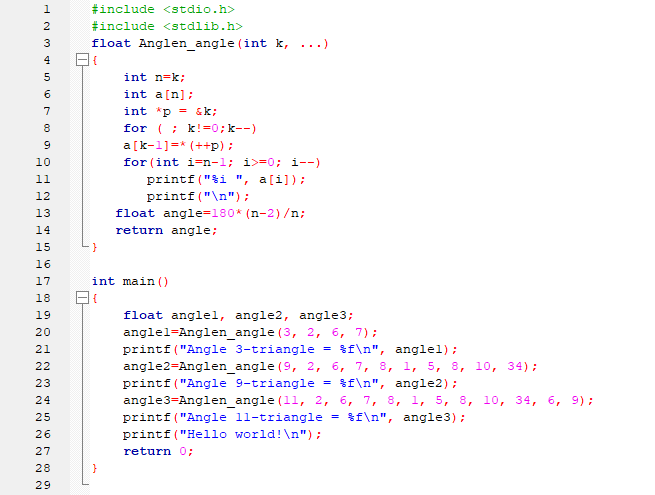 1 #include <stdio.h>
2 #include <stdlib.h>
3 float Anglen_angle(int k, ...)
4 {
5 int n=k;
6 int a[n];
7 int *p = &k;
8 for ( ; k!=0;k--)
9 a[k-1]=*(++p);
10 for(int i=n-1; i>=0; i--)
11 printf("%i ", a[i]);
12 printf("\n");
13 float angle=180*(n-2)/n;
14 return angle;
15 }
16
17 int main()
18 {
19 float angle1, angle2, angle3;
20 angle1=Anglen_angle(3, 2, 6, 7);
21 printf("Angle 3-triangle = %f\n", angle1);
22 angle2=Anglen_angle(9, 2, 6, 7, 8, 1, 5, 8, 10, 34);
23 printf("Angle 9-triangle = %f\n", angle2);
24 angle3=Anglen_angle(11, 2, 6, 7, 8, 1, 5, 8, 10, 34, 6, 9);
25 printf("Angle 11-triangle = %f\n", angle3);
26 printf("Hello world!\n");
27 return 0;
28 }
29